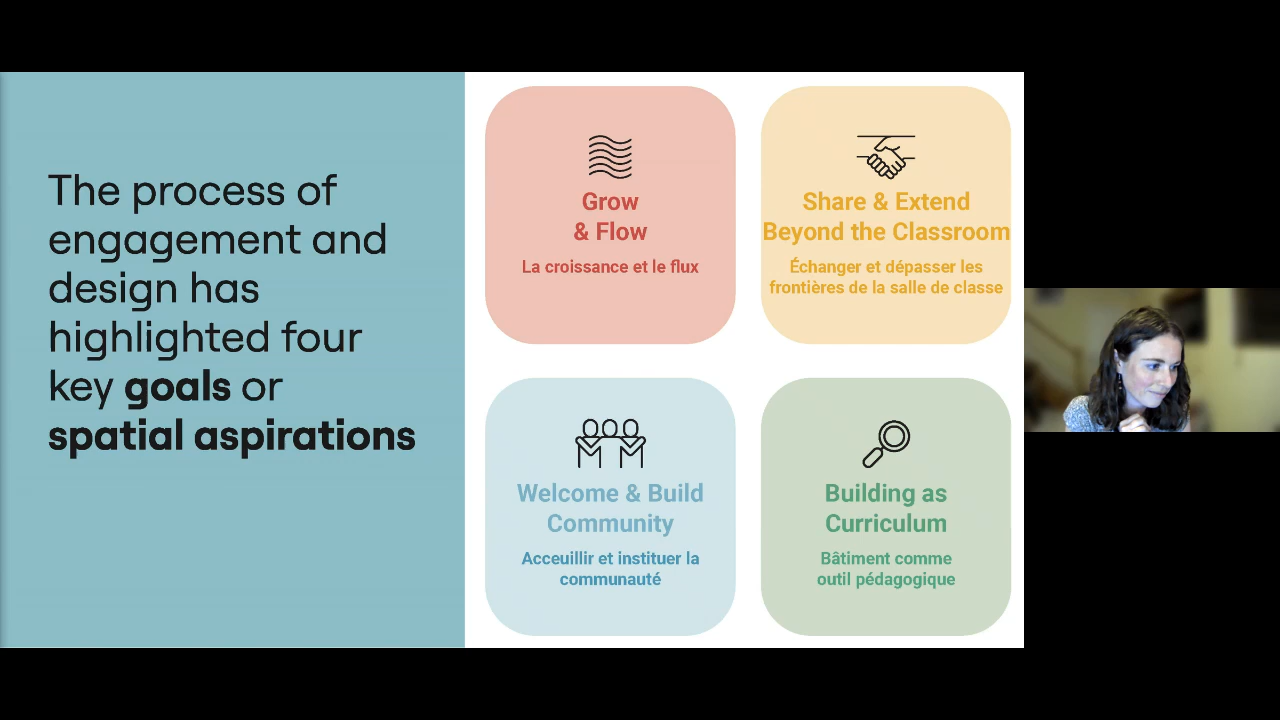 The process of
engagement and
design has
highlighted four
key goals or
spatial aspirations
Grow
& Flow
La croissance et le flux
Share & Extend
Beyond the Classroom
Échanger et dépasser les
frontières de la salle de classe
Welcome & Build
Community
Acceuillir et instituer la
communauté
Building as
Curriculum
Bâtiment comme
outil pédagogique